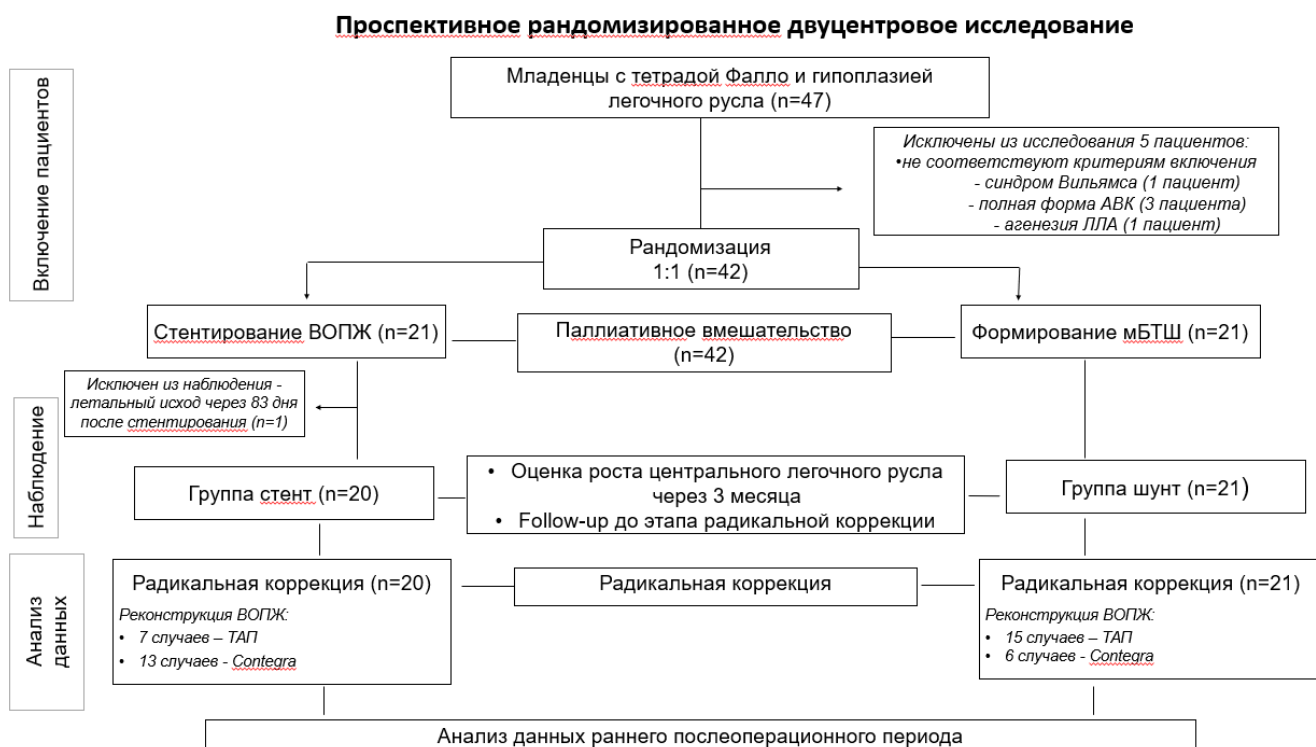 Проспективное рандомизированное двуцентровое исследование
Включение пациентов
Младенцы с тетрадой Фалло и гипоплазией
легочного русла (n=47)
Исключены из исследования 5 пациентов:
•не соответствуют критериям включения
- синдром Вильямса (1 пациент)
- полная форма АВК (3 пациента)
- агенезия ЛЛА (1 пациент)
Рандомизация
1:1 (n=42)
Стентирование ВОПЖ (n=21)
Паллиативное вмешательство
(n=42)
Формирование мБТШ (n=21)
Исключен из наблюдения -
летальный исход через 83 дня
после стентирования (n=1)
Наблюдение
Группа стент (n=20)
• Оценка роста центрального легочного русла
через 3 месяца
• Follow-up до этапа радикальной коррекции
Группа шунт (n=21)
Анализ
данных
Радикальная коррекция (n=20)
Реконструкция ВОПЖ:
• 7 случаев – ТАП
• 13 случаев - Contegra
Радикальная коррекция
Радикальная коррекция (n=21)
Реконструкция ВОПЖ:
• 15 случаев – ТАП
• 6 случаев - Contegra
Анализ данных раннего послеоперационного периода